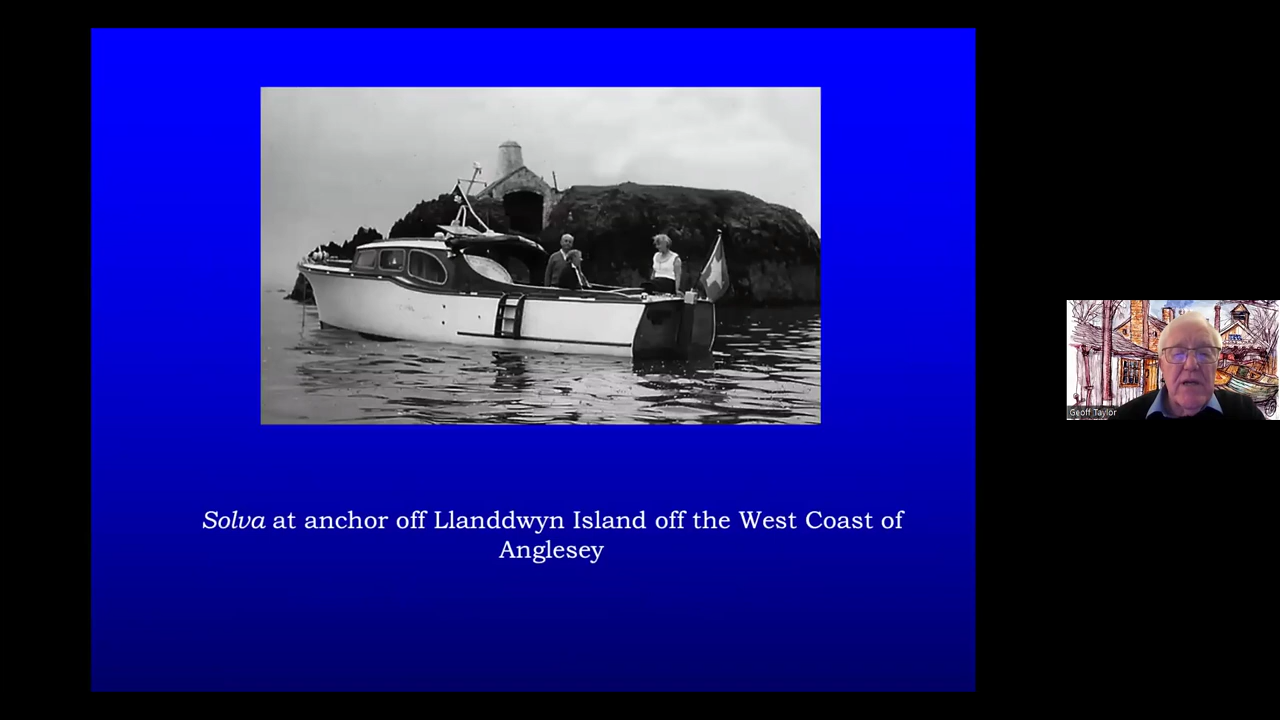 Solva at anchor off Llanddwyn Island off the West Coast of
Anglesey
Geoff Taylor